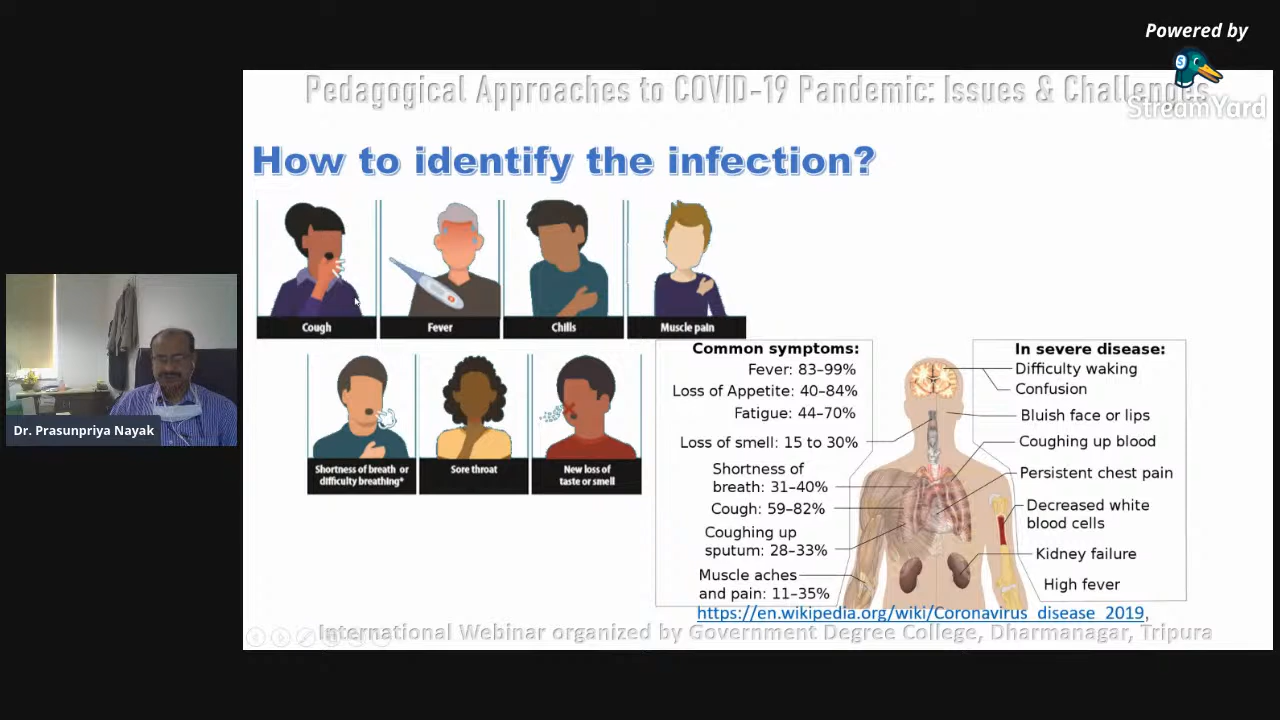 Powered by
StreamYard
Pedagogical Approaches to COVID-19 Pandemic: Issues & Challenges
How to identify the infection?
Cough
Fever
Chills
Muscle pain
Shortness of breath or
difficulty breathing*
Sore throat
New loss of
taste or smell
Common symptoms:
Fever: 83–99%
Loss of Appetite: 40–84%
Fatigue: 44–70%
Loss of smell: 15 to 30%
Shortness of
breath: 31–40%
Cough: 59–82%
Coughing up
sputum: 28–33%
Muscle aches
and pain: 11–35%
In severe disease:
Difficulty waking
Confusion
Bluish face or lips
Coughing up blood
Persistent chest pain
Decreased white
blood cells
Kidney failure
High fever
https://en.wikipedia.org/wiki/Coronavirus_disease_2019,
International Webinar organized by Government Degree College, Dharmanagar, Tripura
Dr. Prasunpriya Nayak